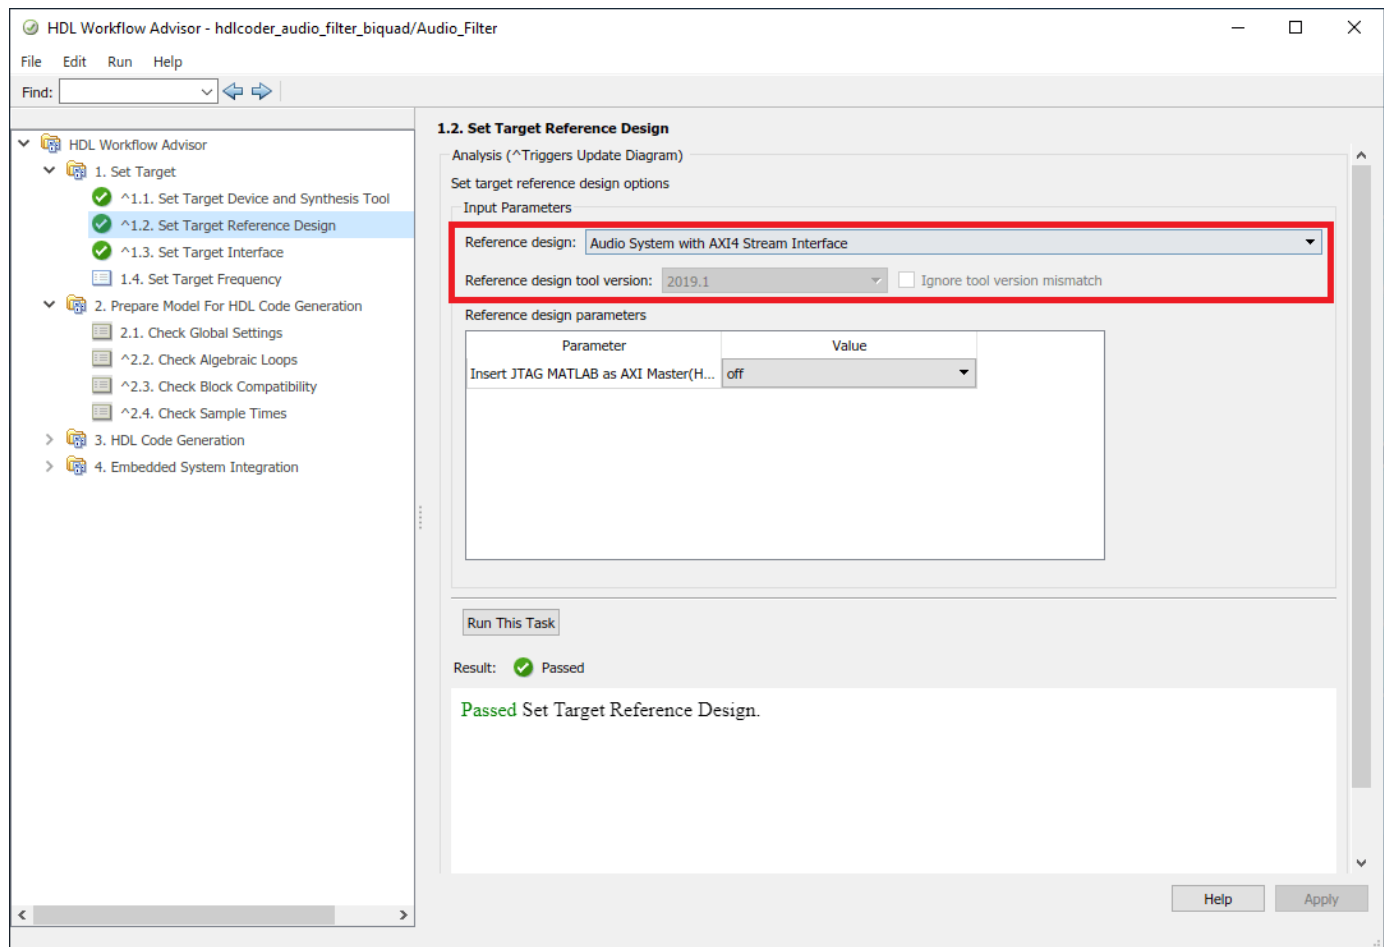 HDL Workflow Advisor - hdlcoder_audio_filter_biquad/Audio_Filter
File Edit Run Help
Find:
HDL Workflow Advisor
1. Set Target
^1.1. Set Target Device and Synthesis Tool
^1.2. Set Target Reference Design
^1.3. Set Target Interface
1.4. Set Target Frequency
2. Prepare Model For HDL Code Generation
2.1. Check Global Settings
^2.2. Check Algebraic Loops
^2.3. Check Block Compatibility
^2.4. Check Sample Times
3. HDL Code Generation
4. Embedded System Integration
1.2. Set Target Reference Design
Analysis (^Triggers Update Diagram)
Set target reference design options
Input Parameters
Reference design: Audio System with AXI4 Stream Interface
Reference design tool version: 2019.1 Ignore tool version mismatch
Reference design parameters
Parameter Value
Insert JTAG MATLAB as AXI Master(H... off
Run This Task
Result: Passed
Passed Set Target Reference Design.
Help Apply